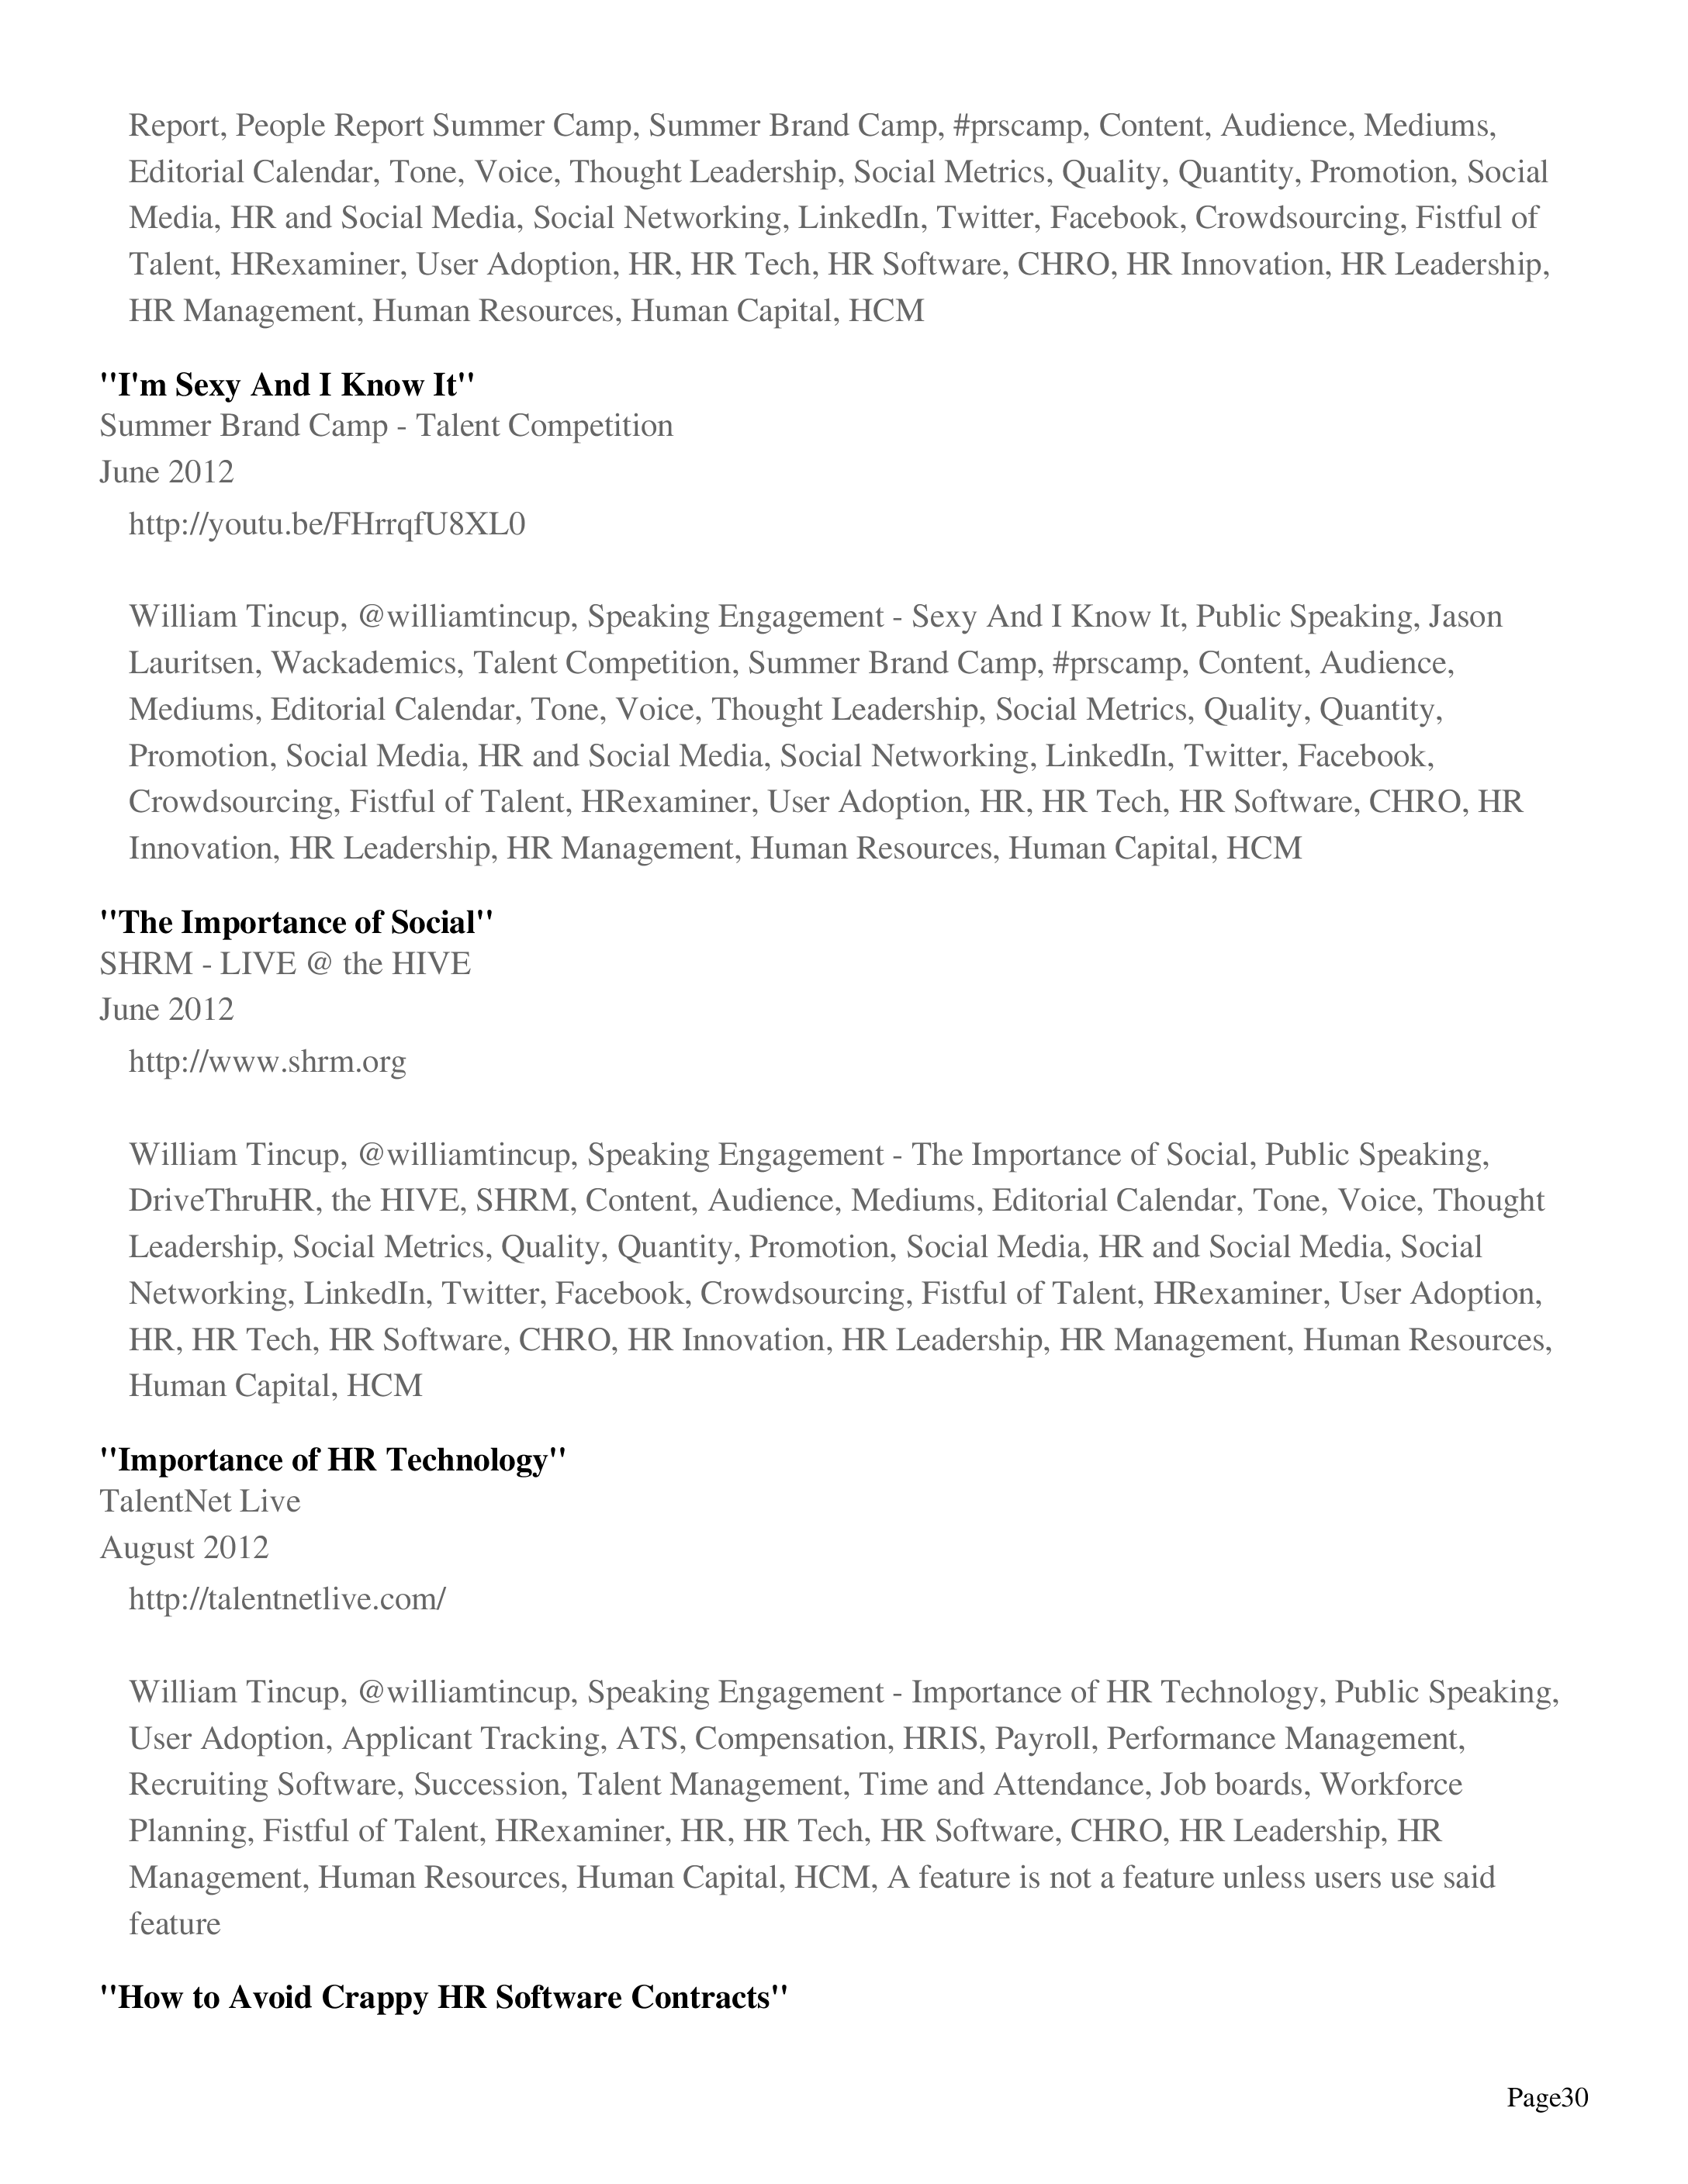 Report, People Report Summer Camp, Summer Brand Camp, #prscamp, Content, Audience, Mediums,
Editorial Calendar, Tone, Voice, Thought Leadership, Social Metrics, Quality, Quantity, Promotion, Social
Media, HR and Social Media, Social Networking, LinkedIn, Twitter, Facebook, Crowdsourcing, Fistful of
Talent, HRexaminer, User Adoption, HR, HR Tech, HR Software, CHRO, HR Innovation, HR Leadership,
HR Management, Human Resources, Human Capital, HCM
"I'm Sexy And I Know It"
Summer Brand Camp - Talent Competition
June 2012
http://youtu.be/FHrrqfU8XL0
William Tincup, @williamtincup, Speaking Engagement - Sexy And I Know It, Public Speaking, Jason
Lauritsen, Wackademics, Talent Competition, Summer Brand Camp, #prscamp, Content, Audience,
Mediums, Editorial Calendar, Tone, Voice, Thought Leadership, Social Metrics, Quality, Quantity,
Promotion, Social Media, HR and Social Media, Social Networking, LinkedIn, Twitter, Facebook,
Crowdsourcing, Fistful of Talent, HRexaminer, User Adoption, HR, HR Tech, HR Software, CHRO, HR
Innovation, HR Leadership, HR Management, Human Resources, Human Capital, HCM
"The Importance of Social"
SHRM - LIVE @ the HIVE
June 2012
http://www.shrm.org
William Tincup, @williamtincup, Speaking Engagement - The Importance of Social, Public Speaking,
DriveThruHR, the HIVE, SHRM, Content, Audience, Mediums, Editorial Calendar, Tone, Voice, Thought
Leadership, Social Metrics, Quality, Quantity, Promotion, Social Media, HR and Social Media, Social
Networking, LinkedIn, Twitter, Facebook, Crowdsourcing, Fistful of Talent, HRexaminer, User Adoption,
HR, HR Tech, HR Software, CHRO, HR Innovation, HR Leadership, HR Management, Human Resources,
Human Capital, HCM
"Importance of HR Technology"
TalentNet Live
August 2012
http://talentnetlive.com/
William Tincup, @williamtincup, Speaking Engagement - Importance of HR Technology, Public Speaking,
User Adoption, Applicant Tracking, ATS, Compensation, HRIS, Payroll, Performance Management,
Recruiting Software, Succession, Talent Management, Time and Attendance, Job boards, Workforce
Planning, Fistful of Talent, HRexaminer, HR, HR Tech, HR Software, CHRO, HR Leadership, HR
Management, Human Resources, Human Capital, HCM, A feature is not a feature unless users use said
feature
"How to Avoid Crappy HR Software Contracts"
Page30